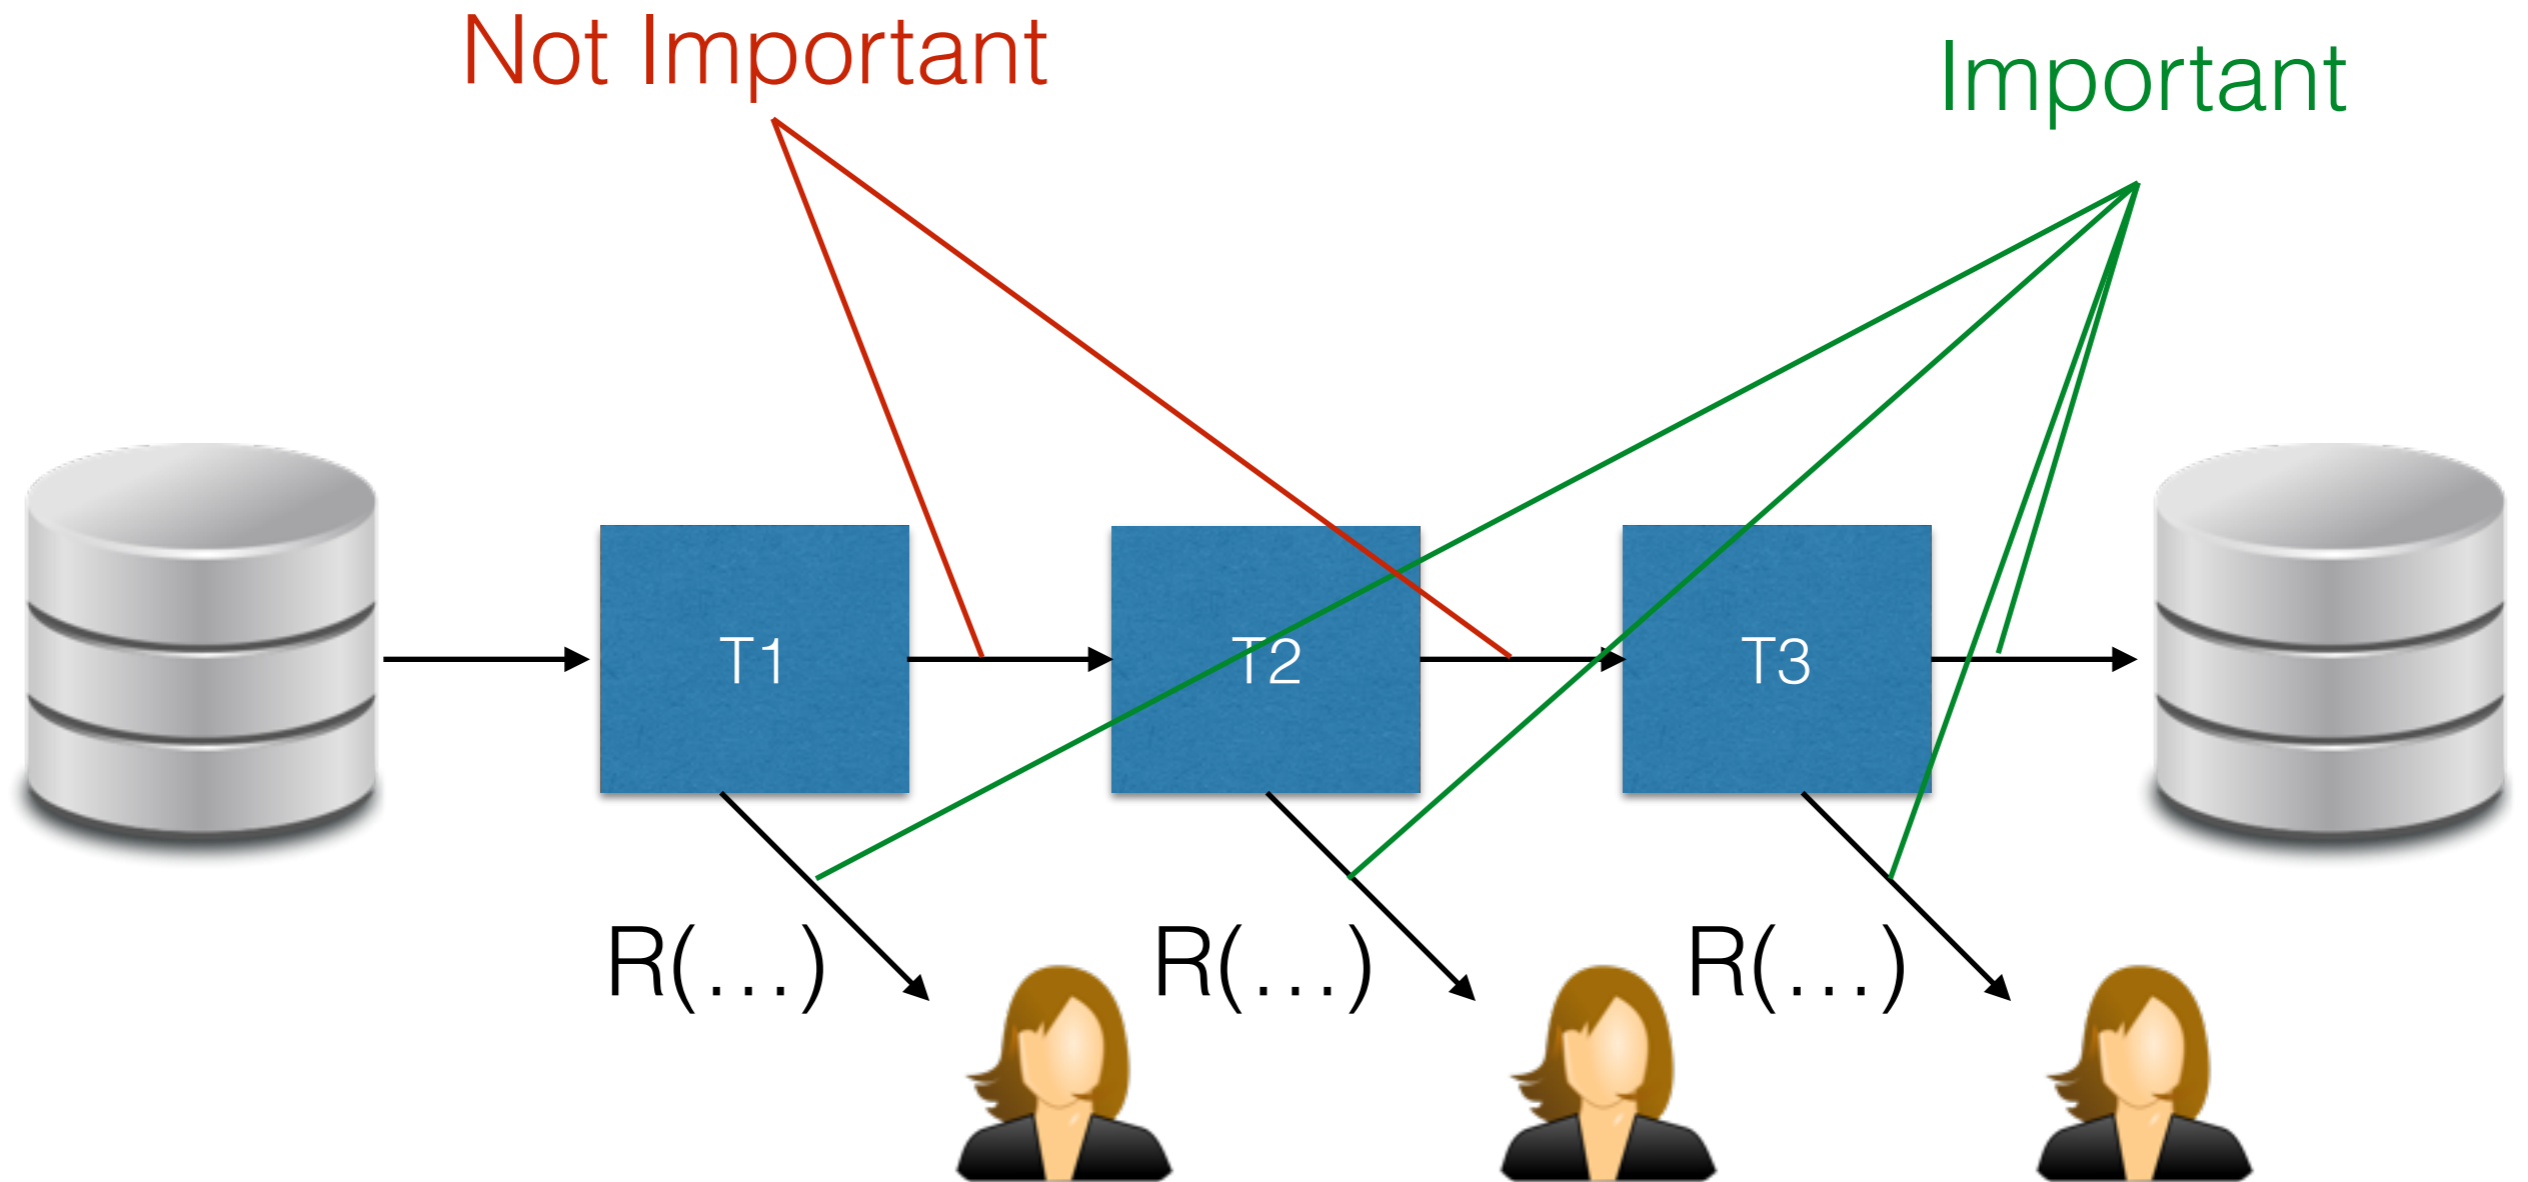 Not Important
Important
T1
T2
T3
R(...)
R(...)
R(...)